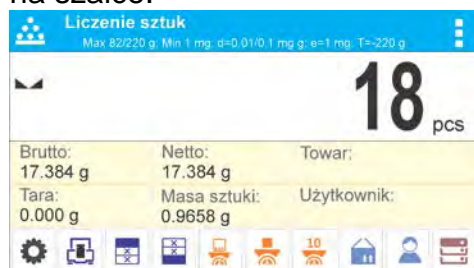 na szalce.
Liczenie sztuk
Max 82/220 g: Min 1 mg: d=0.01/0.1 mg g: e=1 mg: T=-220 g
18 pcs
Brutto: Netto: Towar:
17.384 g 17.384 g
Tara: Masa sztuki: Użytkownik:
0.000 g 0.9658 g
10